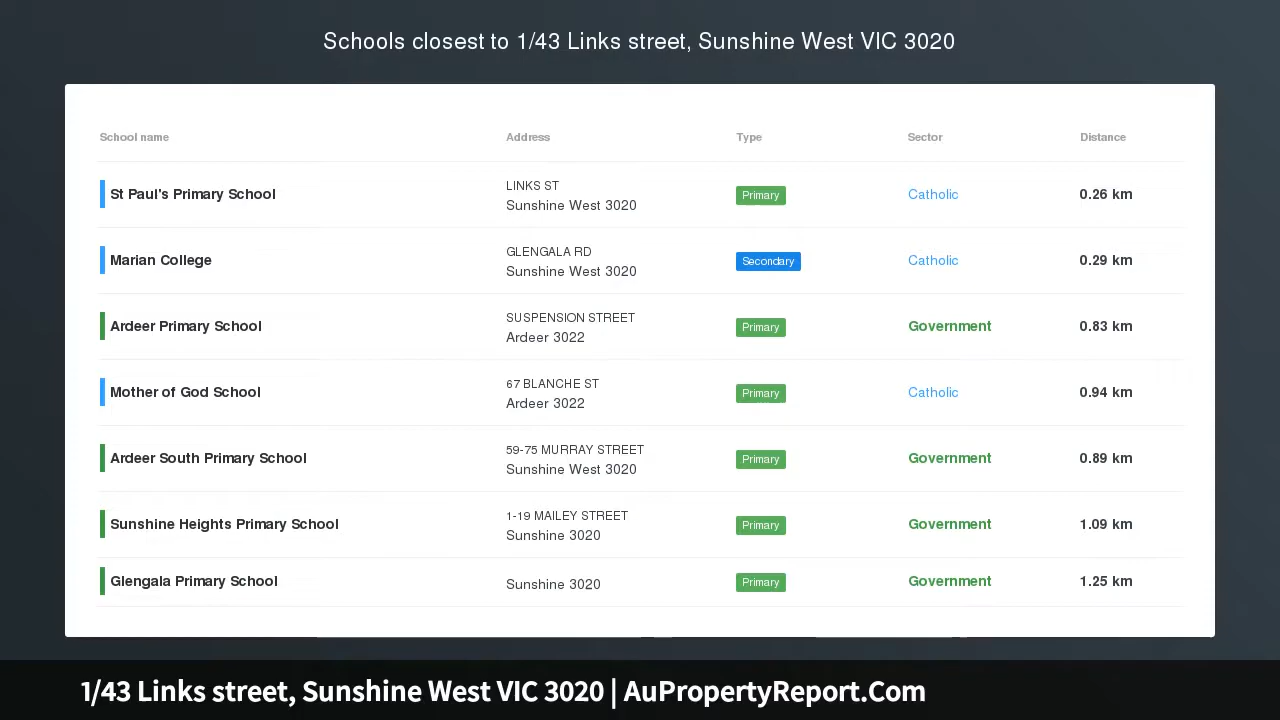 Schools closest to 1/43 Links street, Sunshine West VIC 3020
School name Address Type Sector Distance
St Paul's Primary School LINKS ST Sunshine West 3020 Primary Catholic 0.26 km
Marian College GLENGALA RD Sunshine West 3020 Secondary Catholic 0.29 km
Ardeer Primary School SUSPENSION STREET Ardeer 3022 Primary Government 0.83 km
Mother of God School 67 BLANCHE ST Ardeer 3022 Primary Catholic 0.94 km
Ardeer South Primary School 59-75 MURRAY STREET Sunshine West 3020 Primary Government 0.89 km
Sunshine Heights Primary School 1-19 MAILEY STREET Sunshine 3020 Primary Government 1.09 km
Glengala Primary School Sunshine 3020 Primary Government 1.25 km
1/43 Links street, Sunshine West VIC 3020 | AuPropertyReport.Com